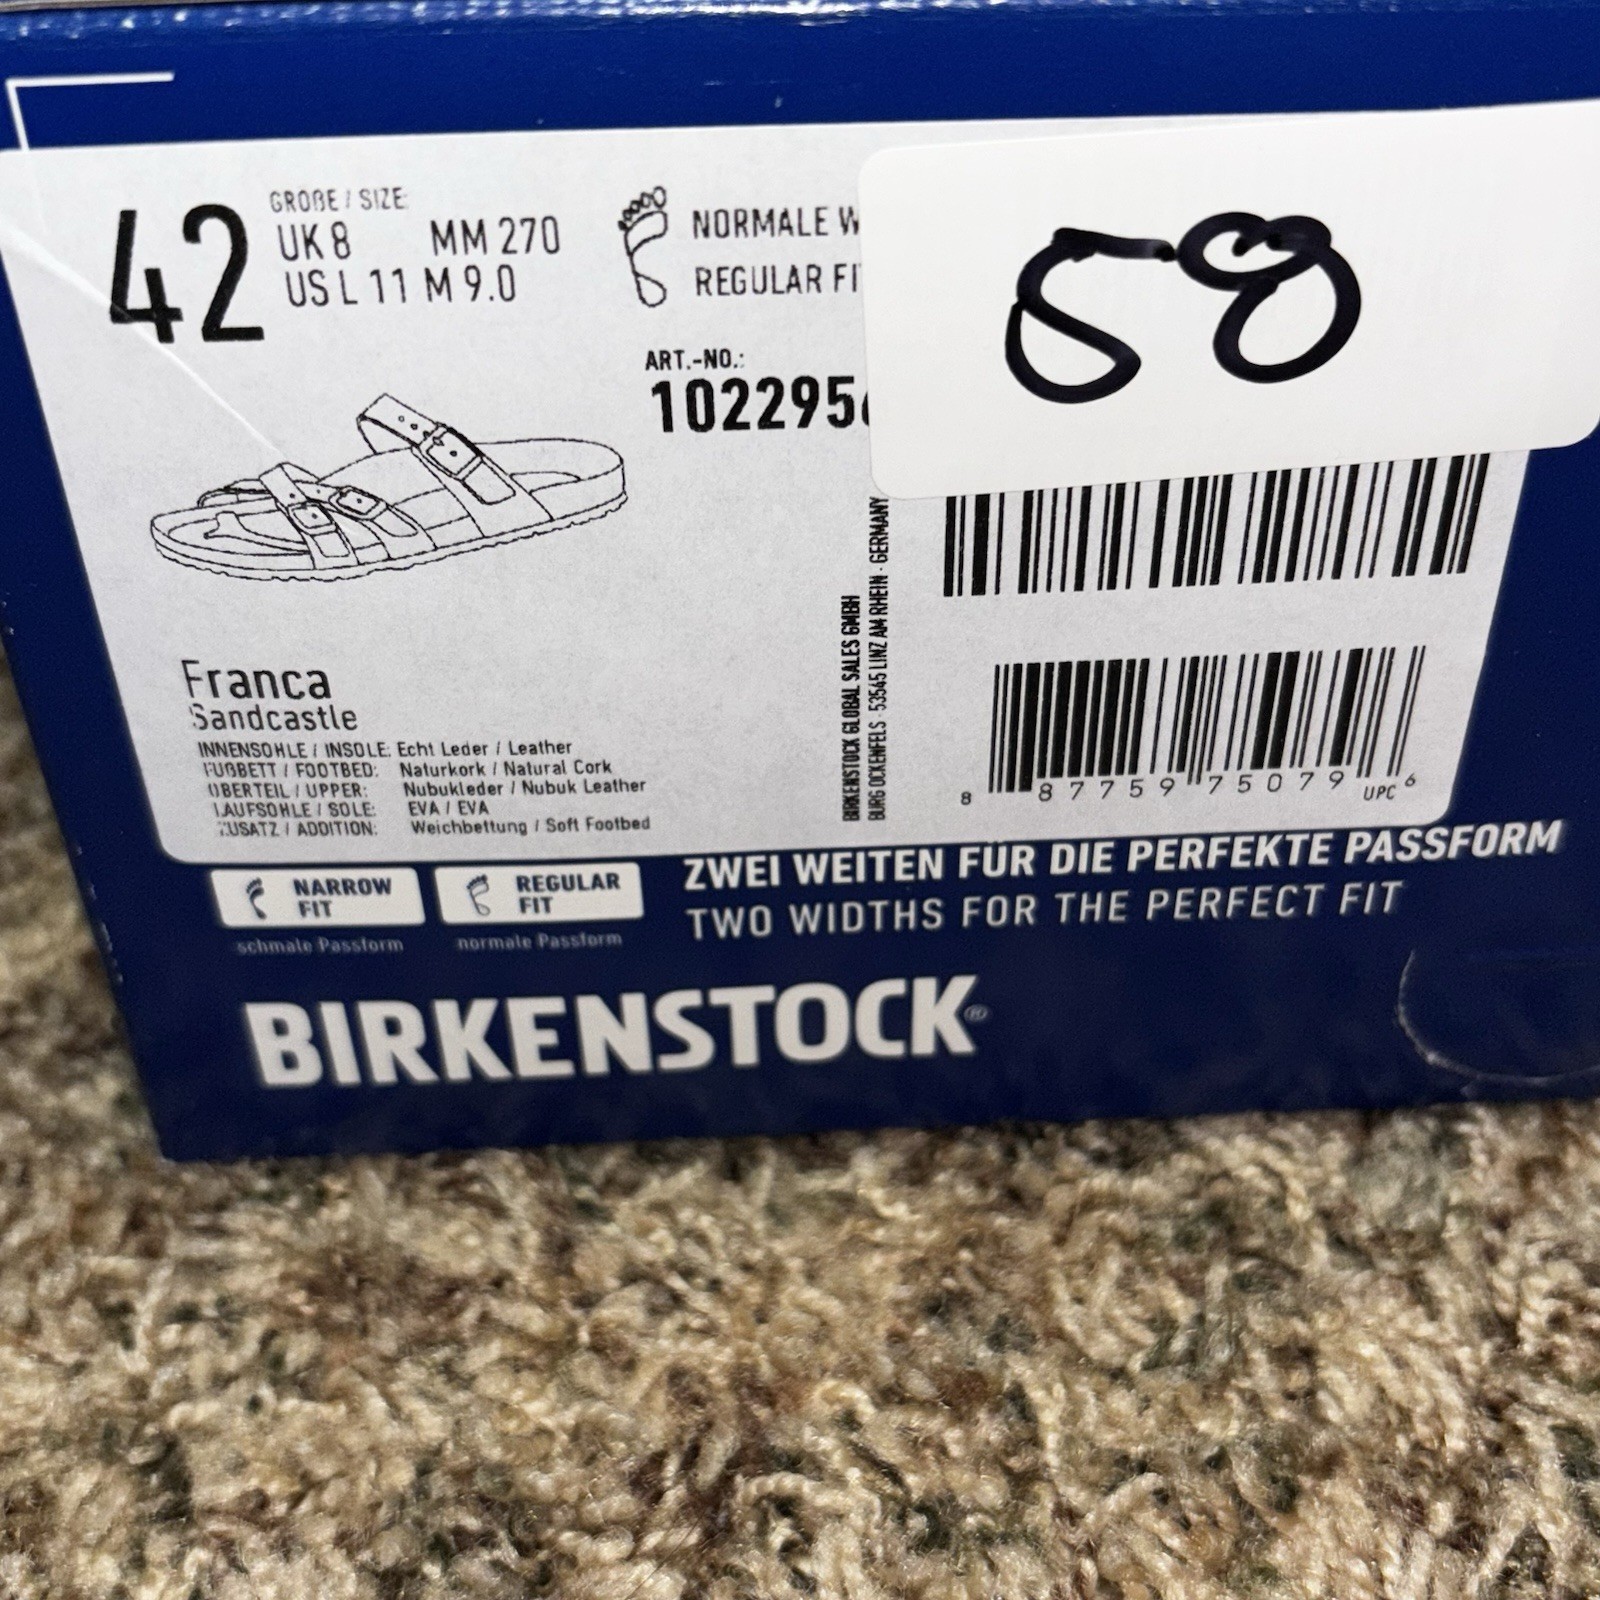 42
GRÖßE / SIZE:
UK 8 MM 270
US L 11 M 9.0
NORMALE W
REGULAR FI
58
ART.-NO.:
102295
BIRKENSTOCK GLOBAL SALES GMBH
BURG OCKENFELS · 53545 LINZ AM RHEIN · GERMANY
Franca
Sandcastle
INNENSOHLE / INSOLE: Echt Leder / Leather
FUßBETT / FOOTBED: Naturkork / Natural Cork
OBERTEIL / UPPER: Nubukleder / Nubuk Leather
LAUFSOHLE / SOLE: EVA / EVA
ZUSATZ / ADDITION: Weichbettung / Soft Footbed
8 87759 75079 UPC 6
NARROW
FIT
schmale Passform
REGULAR
FIT
normale Passform
ZWEI WEITEN FÜR DIE PERFEKTE PASSFORM
TWO WIDTHS FOR THE PERFECT FIT
BIRKENSTOCK®